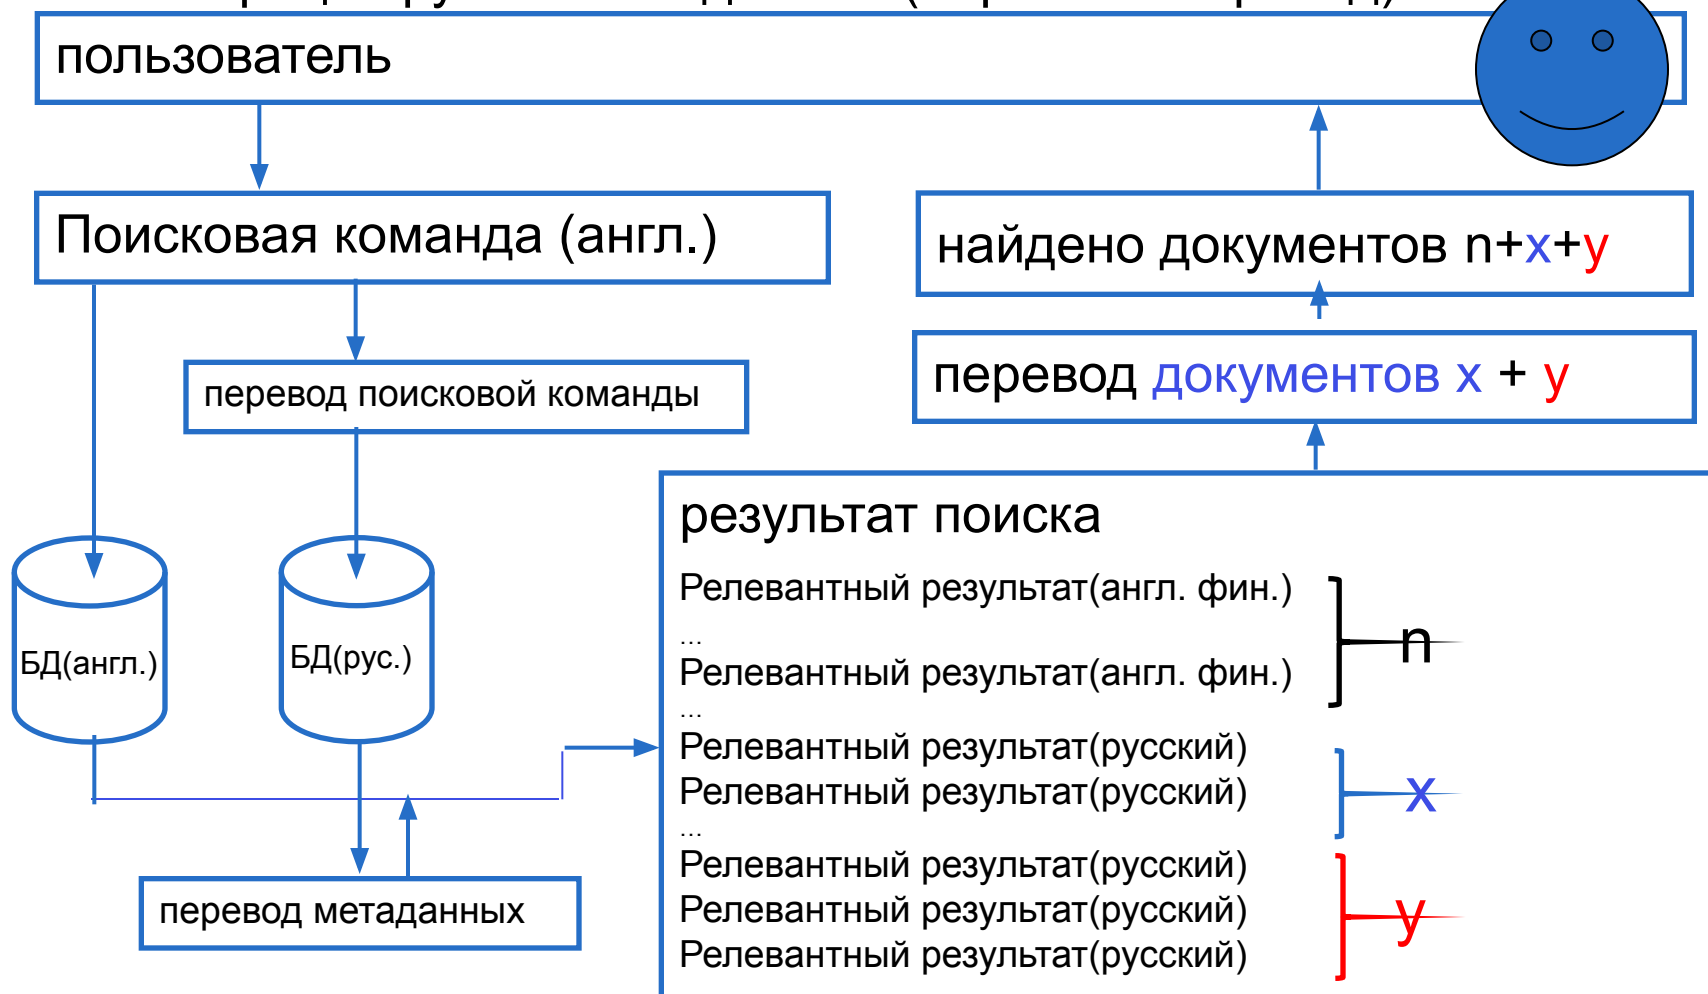 пользователь
Поисковая команда (англ.)
найдено документов n+x+y
перевод документов x + y
перевод поисковой команды
БД(англ.)
БД(рус.)
перевод метаданных
результат поиска
Релевантный результат(англ. фин.)
...
Релевантный результат(англ. фин.)
...
n
Релевантный результат(русский)
Релевантный результат(русский)
...
x
Релевантный результат(русский)
Релевантный результат(русский)
Релевантный результат(русский)
y